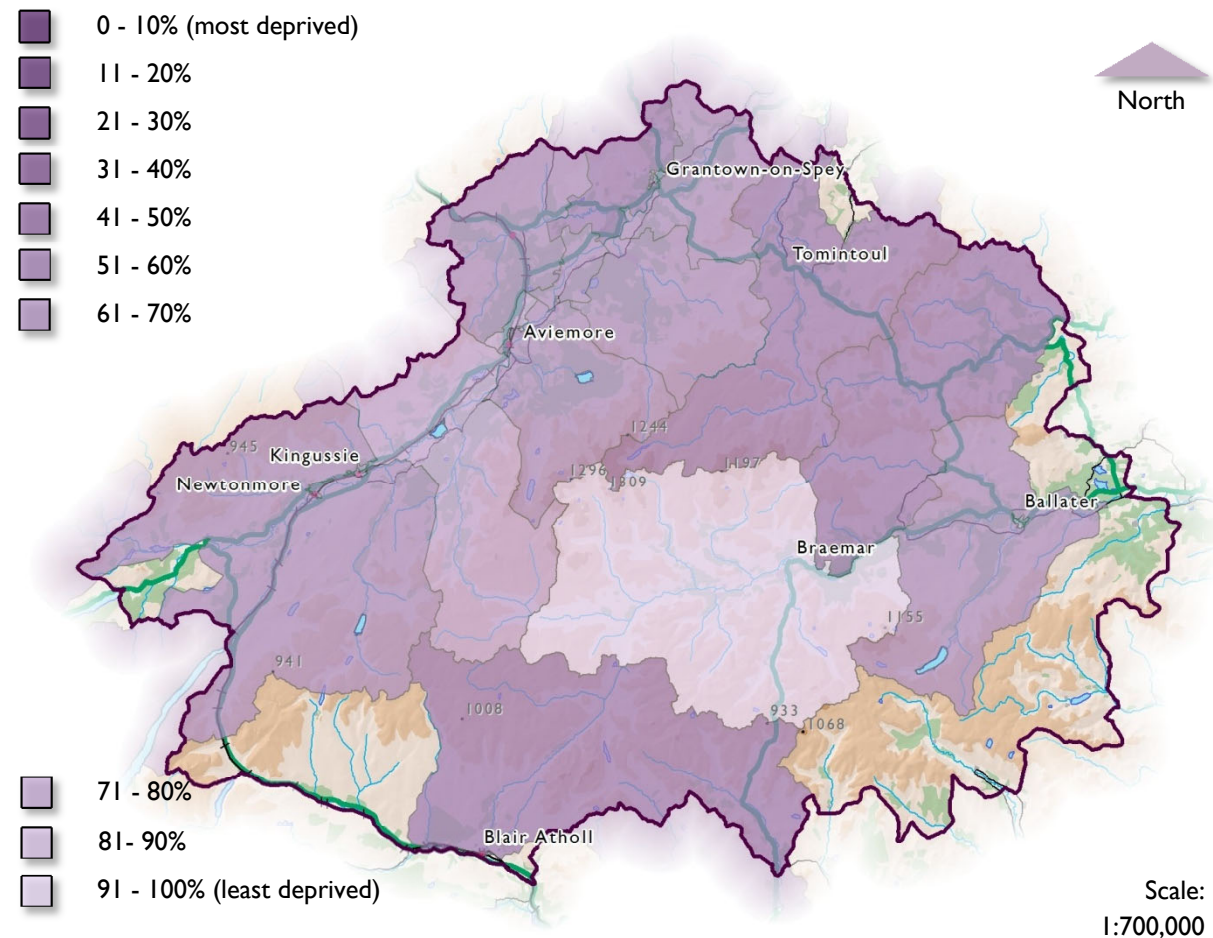 0 - 10% (most deprived)
11 - 20%
21 - 30%
31 - 40%
41 - 50%
51 - 60%
61 - 70%
North
Grantown-on-Spey
Tomintoul
Aviemore
1244
945
Kingussie
1296
1197
1309
Newtonmore
Ballater
Braemar
1155
941
1008
933
1068
71 - 80%
Blair Atholl
81- 90%
91 - 100% (least deprived)
Scale:
1:700,000